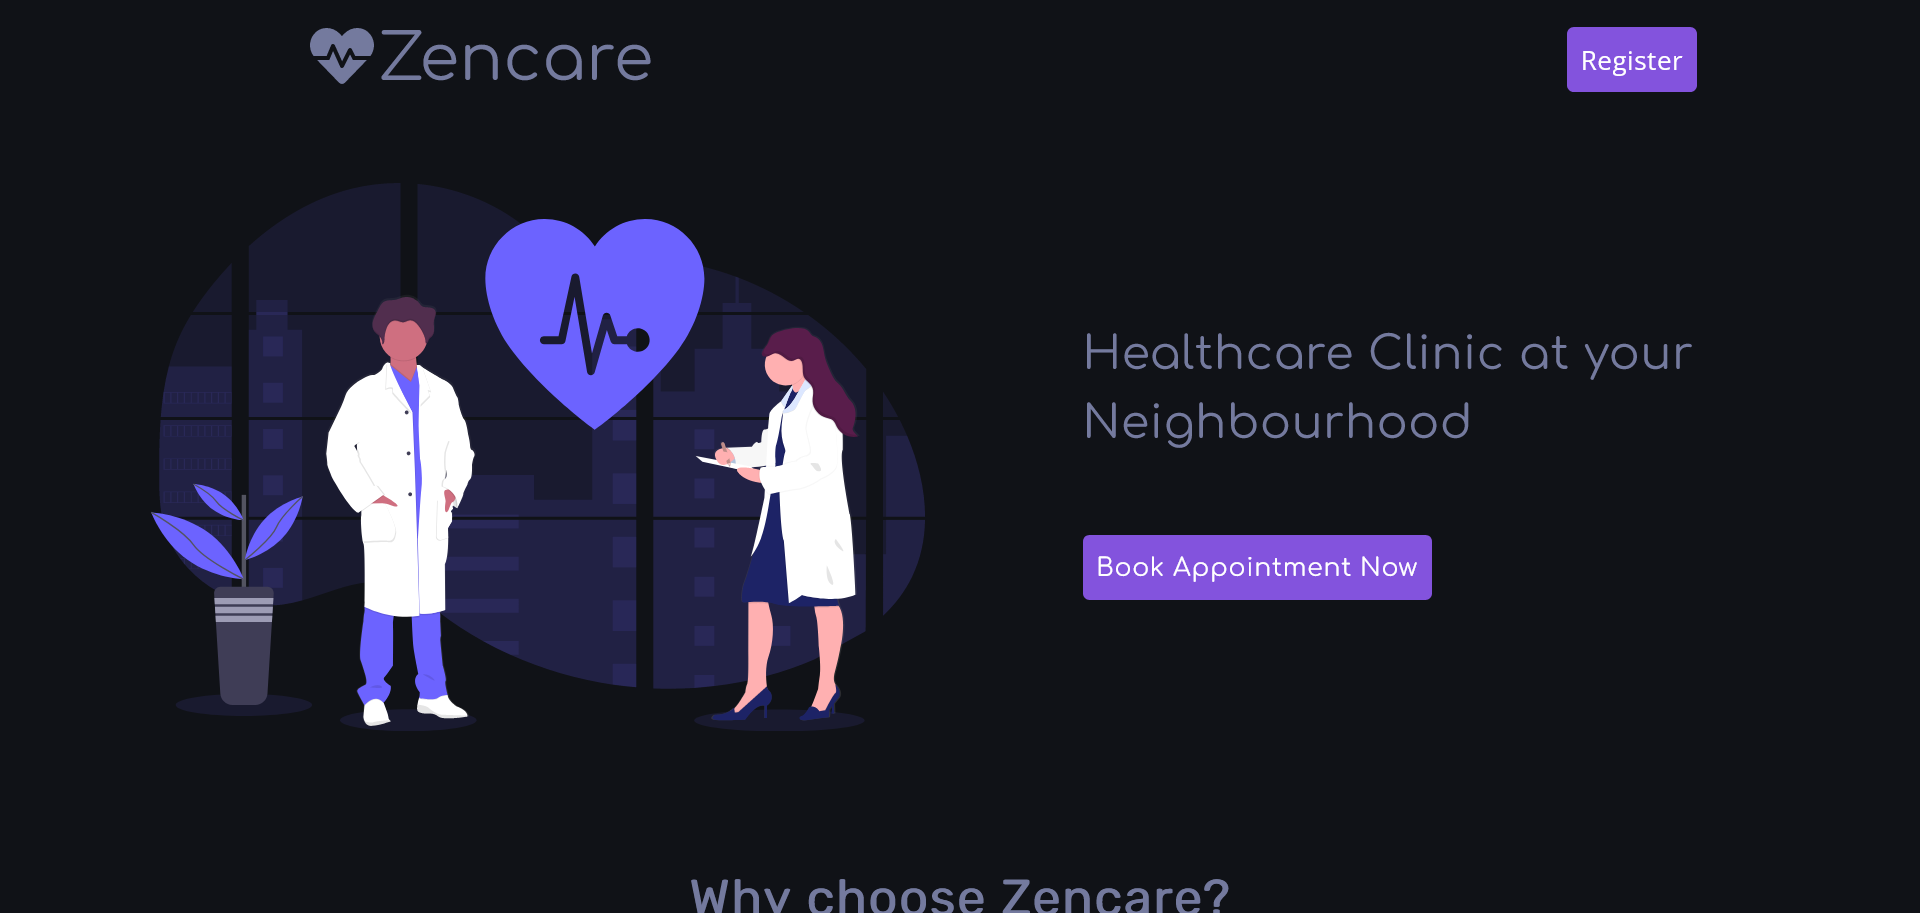 Zencare
Register
Healthcare Clinic at your
Neighbourhood
Book Appointment Now
Why choose Zencare?